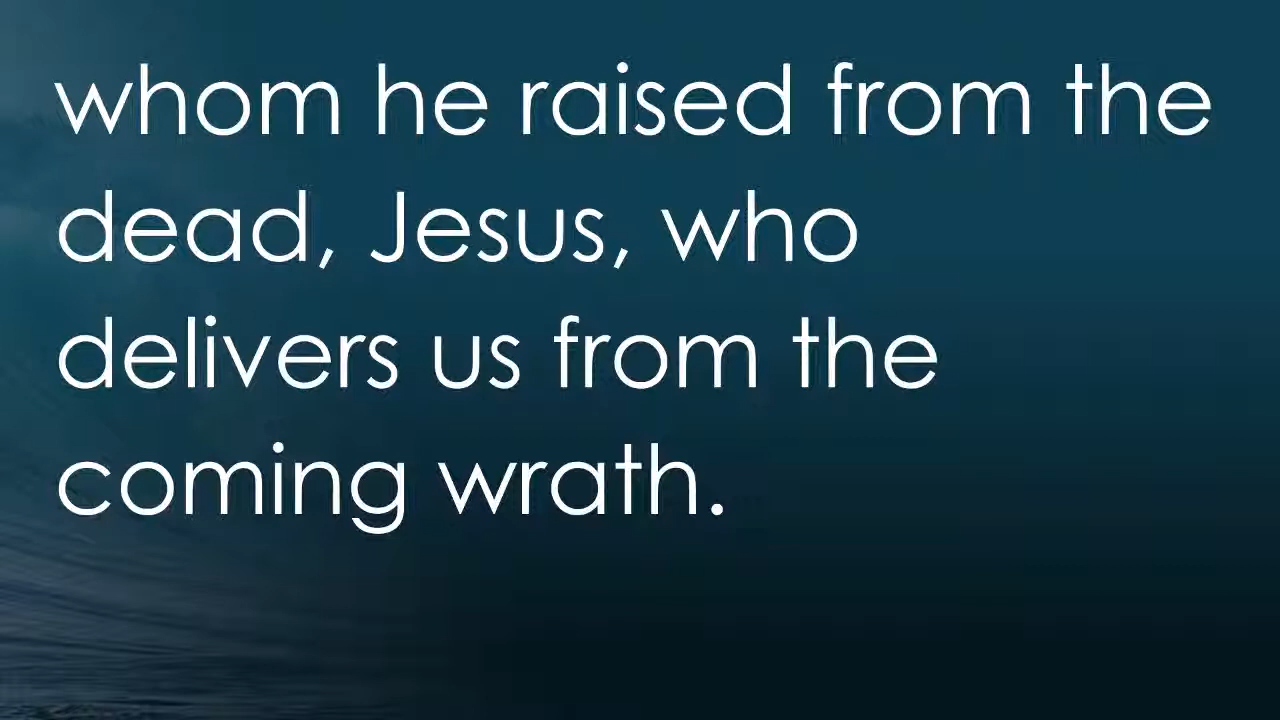 whom he raised from the
dead, Jesus, who
delivers us from the
coming wrath.